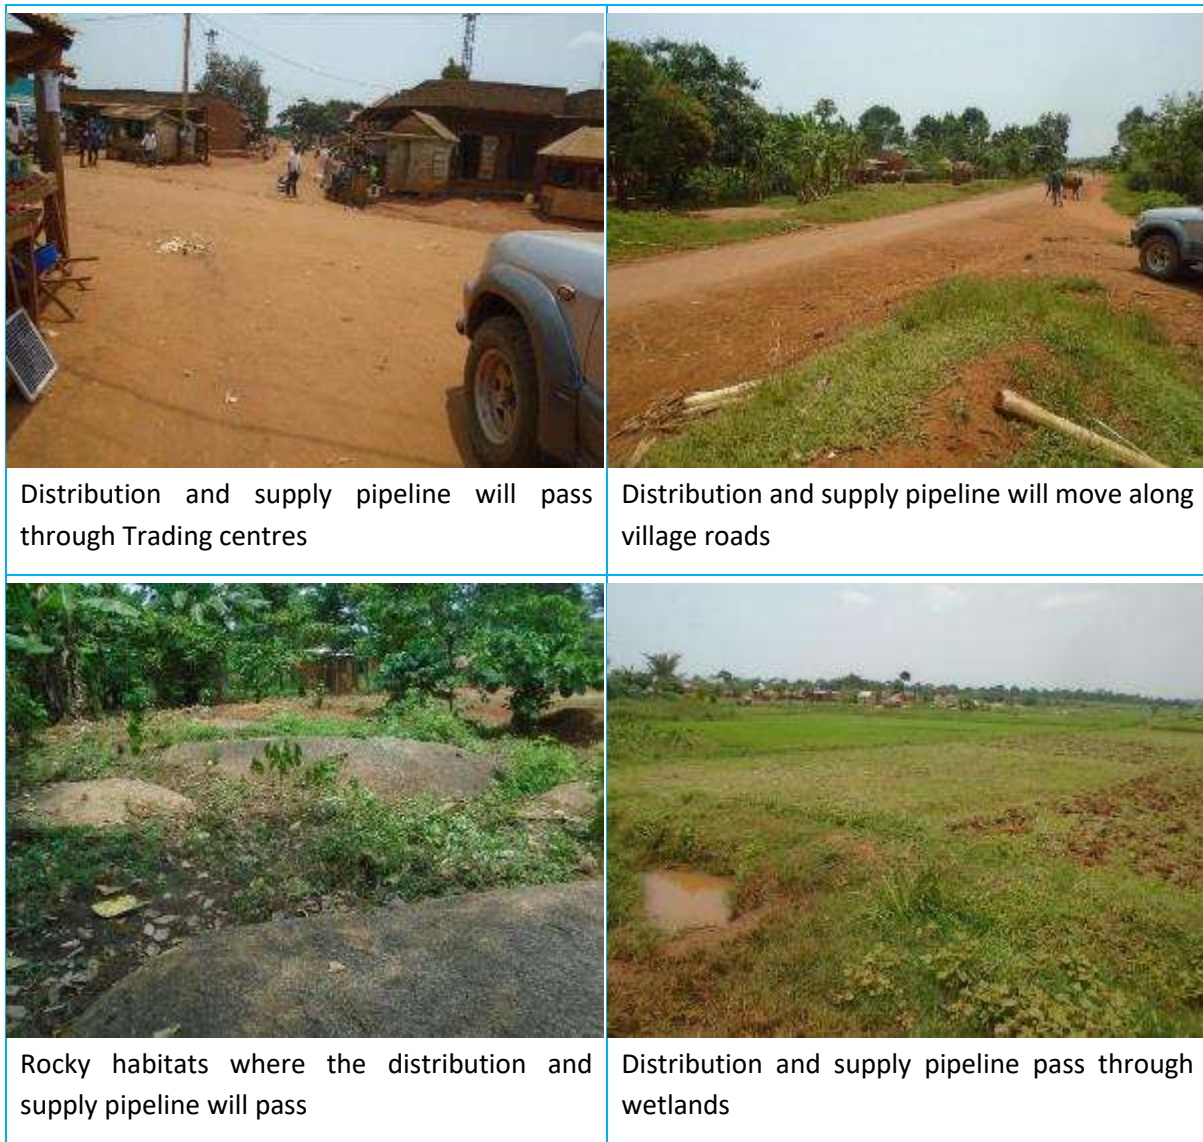 Distribution and supply pipeline will pass
through Trading centres
Distribution and supply pipeline will move along
village roads
Rocky habitats where the distribution and
supply pipeline will pass
Distribution and supply pipeline pass through
wetlands